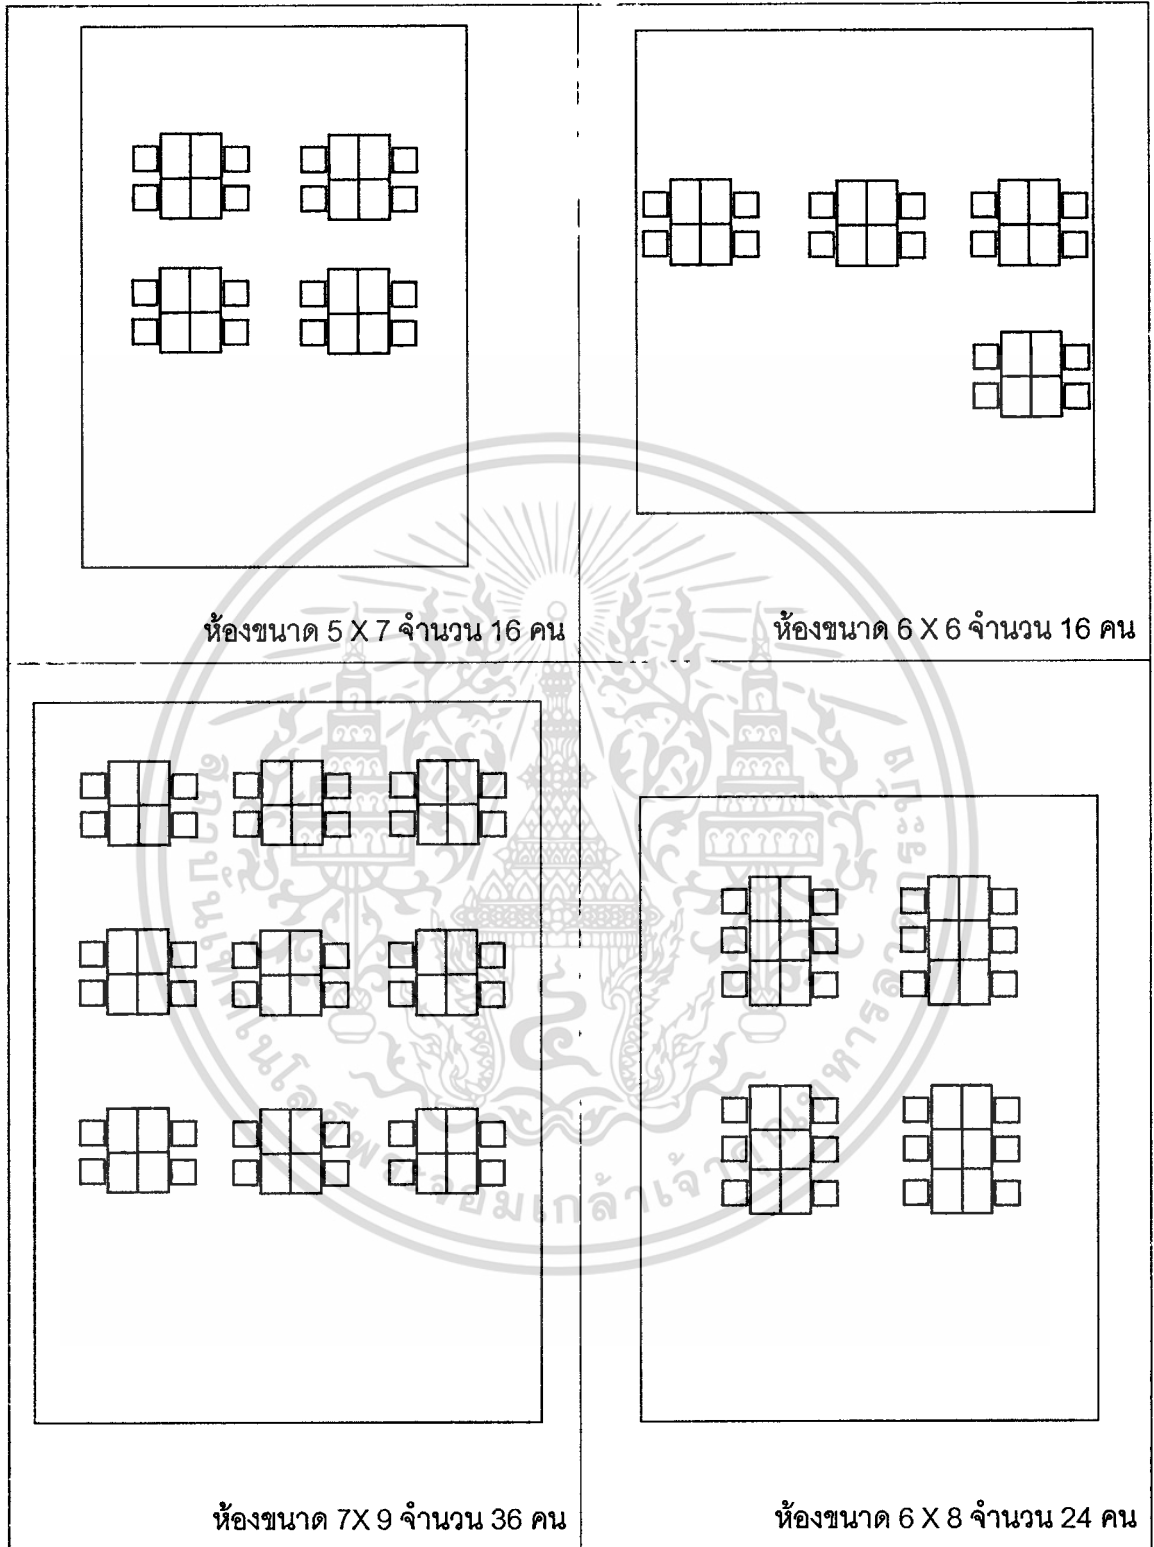 ห้องขนาด 5 X 7 จำนวน 16 คน
ห้องขนาด 6 X 6 จำนวน 16 คน
ห้องขนาด 7X 9 จำนวน 36 คน
ห้องขนาด 6 X 8 จำนวน 24 คน